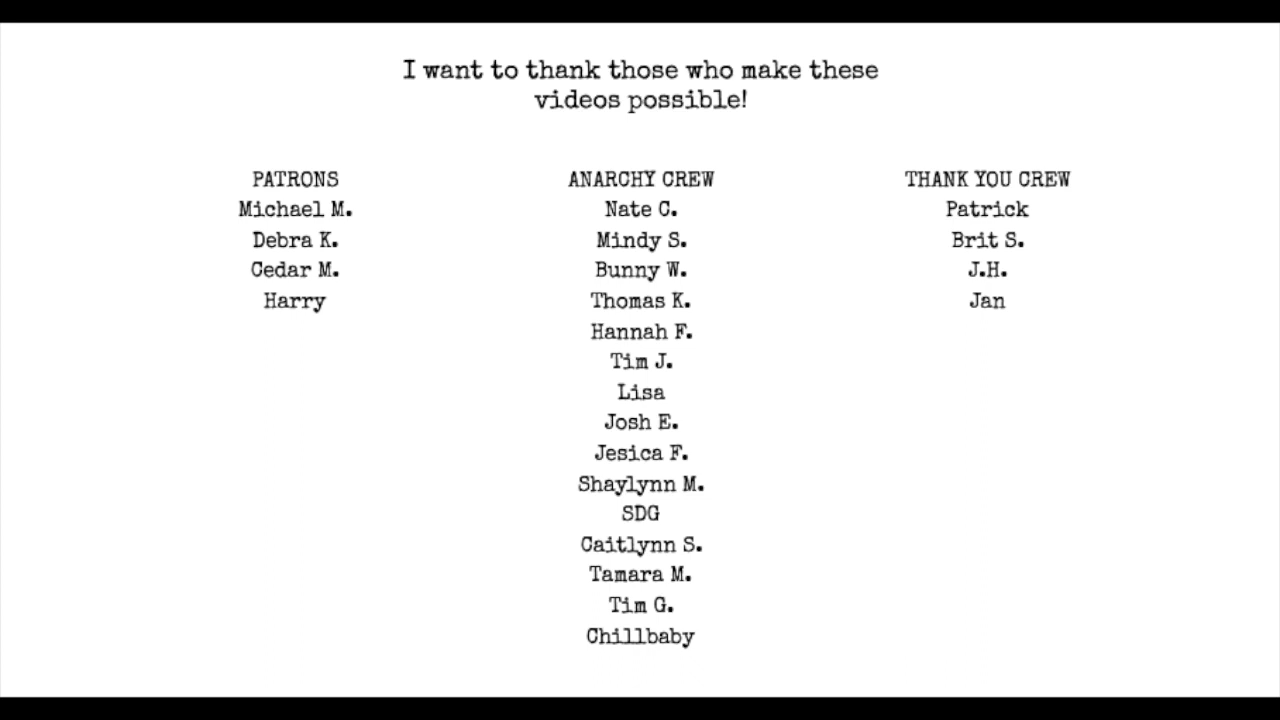 I want to thank those who make these
videos possible!
PATRONS
Michael M.
Debra K.
Cedar M.
Harry
ANARCHY CREW
Nate C.
Mindy S.
Bunny W.
Thomas K.
Hannah F.
Tim J.
Lisa
Josh E.
Jesica F.
Shaylynn M.
SDG
Caitlynn S.
Tamara M.
Tim G.
Chillbaby
THANK YOU CREW
Patrick
Brit S.
J.H.
Jan